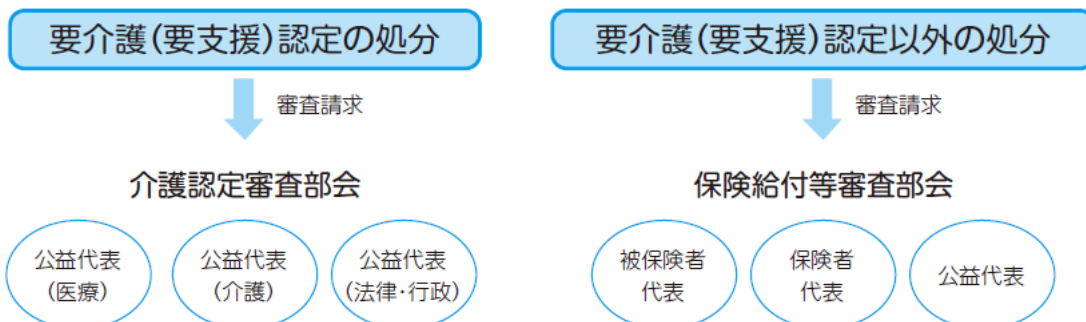 要介護(要支援)認定の処分
審査請求
介護認定審査部会
公益代表
(医療)
公益代表
(介護)
公益代表
(法律・行政)
要介護(要支援)認定以外の処分
審査請求
保険給付等審査部会
被保険者
代表
保険者
代表
公益代表